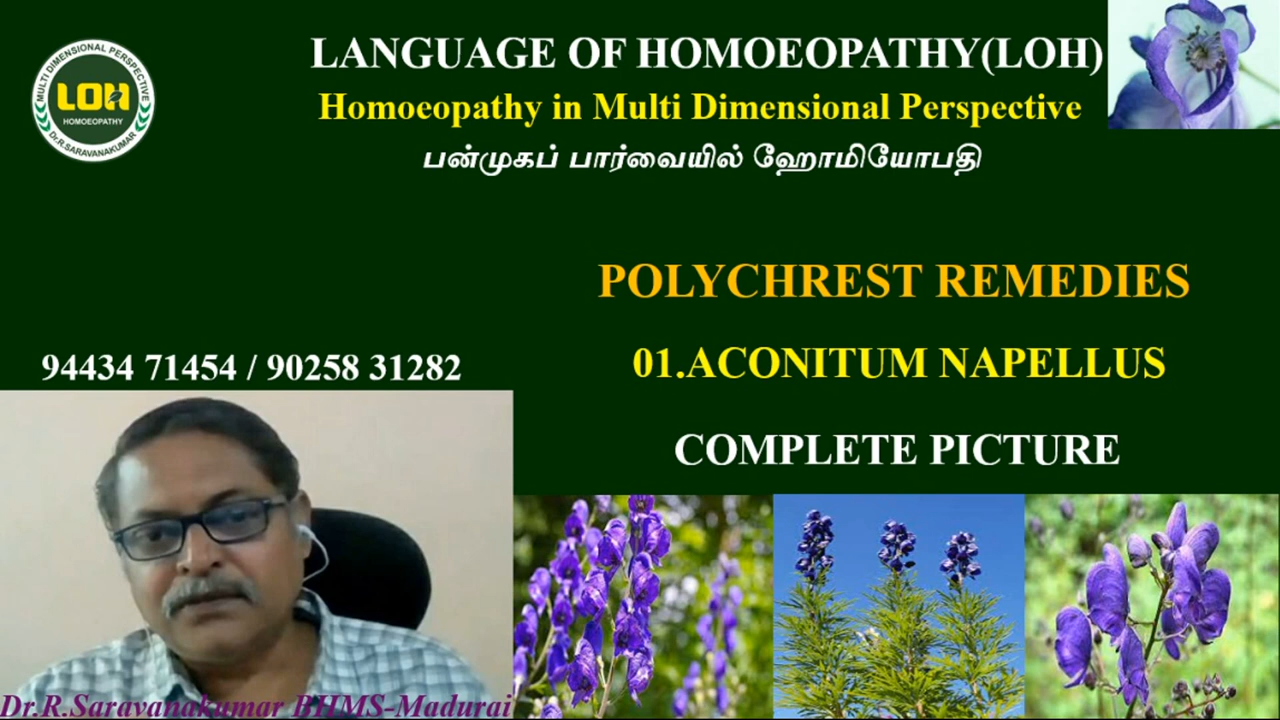 MULTI DIMENSIONAL PERSPECTIVE
LOH
HOMOEOPATHY
Dr.R.SARAVANAKUMAR
LANGUAGE OF HOMOEOPATHY(LOH)
Homoeopathy in Multi Dimensional Perspective
பன்முகப் பார்வையில் ஹோமியோபதி
POLYCHREST REMEDIES
94434 71454 / 90258 31282
01.ACONITUM NAPELLUS
COMPLETE PICTURE
Dr.R.Saravanakumar BHMS-Madurai